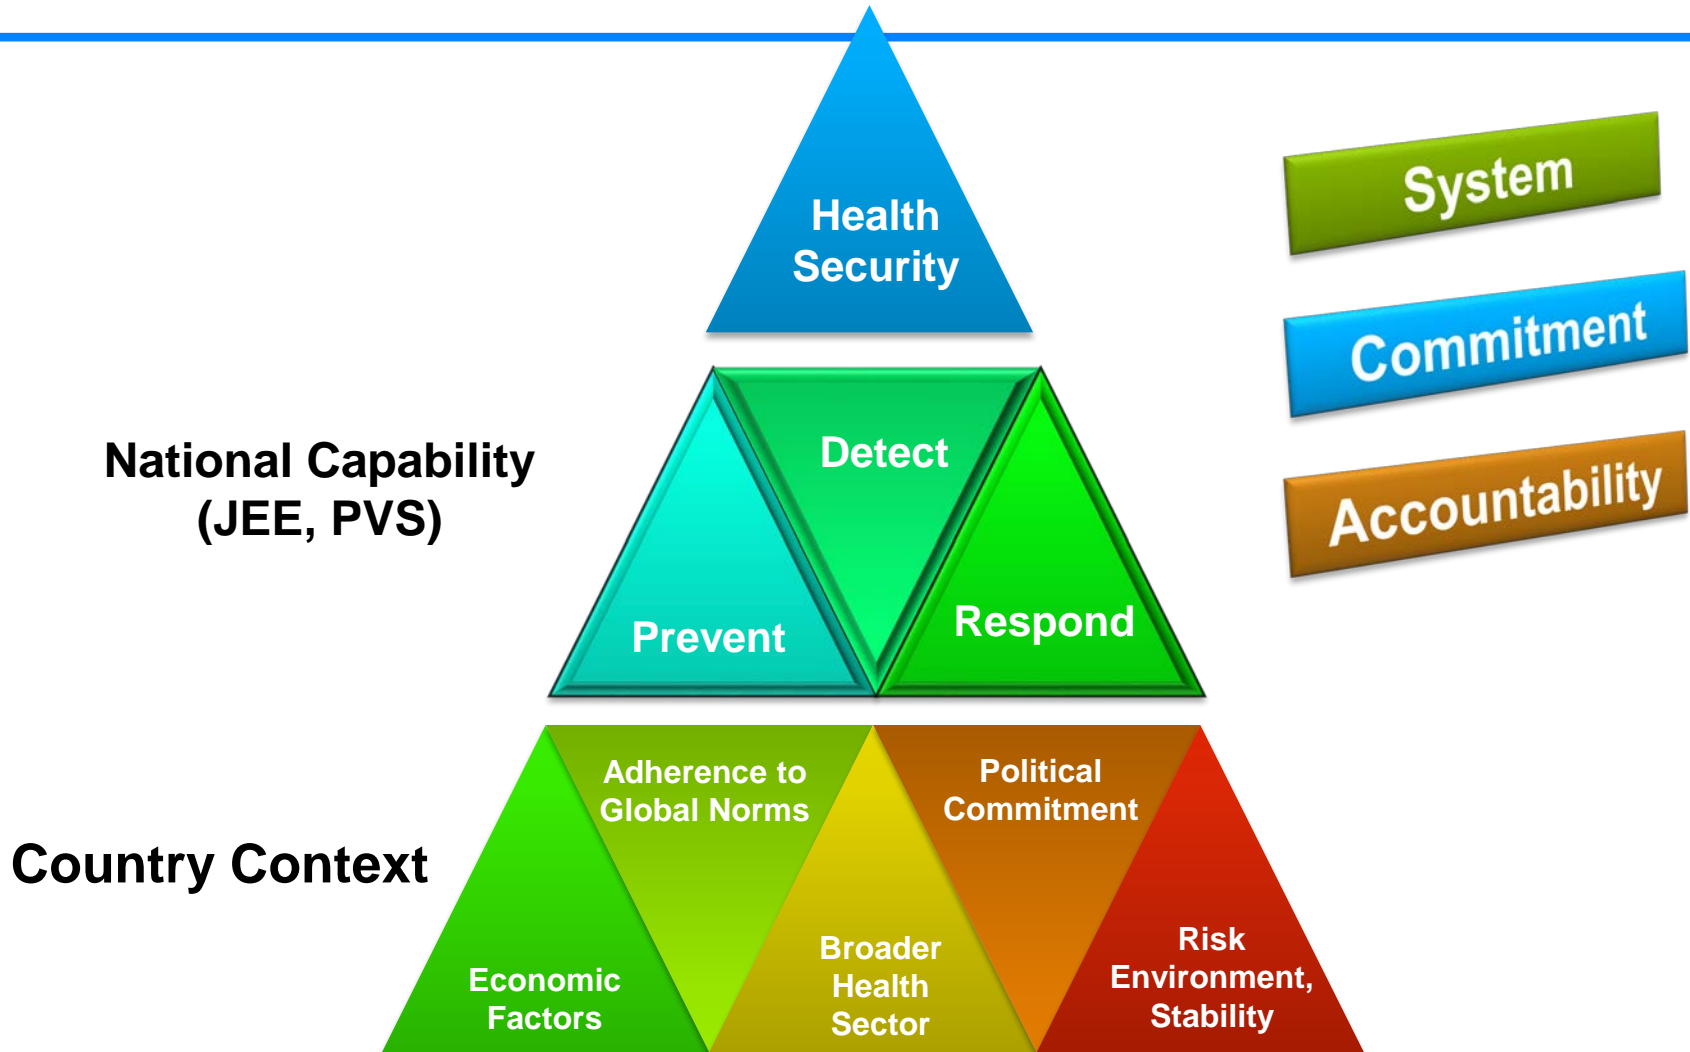 Health
Security
System
Commitment
Accountability
National Capability
(JEE, PVS)
Detect
Prevent
Respond
Country Context
Adherence to
Global Norms
Political
Commitment
Economic
Factors
Broader
Health
Sector
Risk
Environment,
Stability